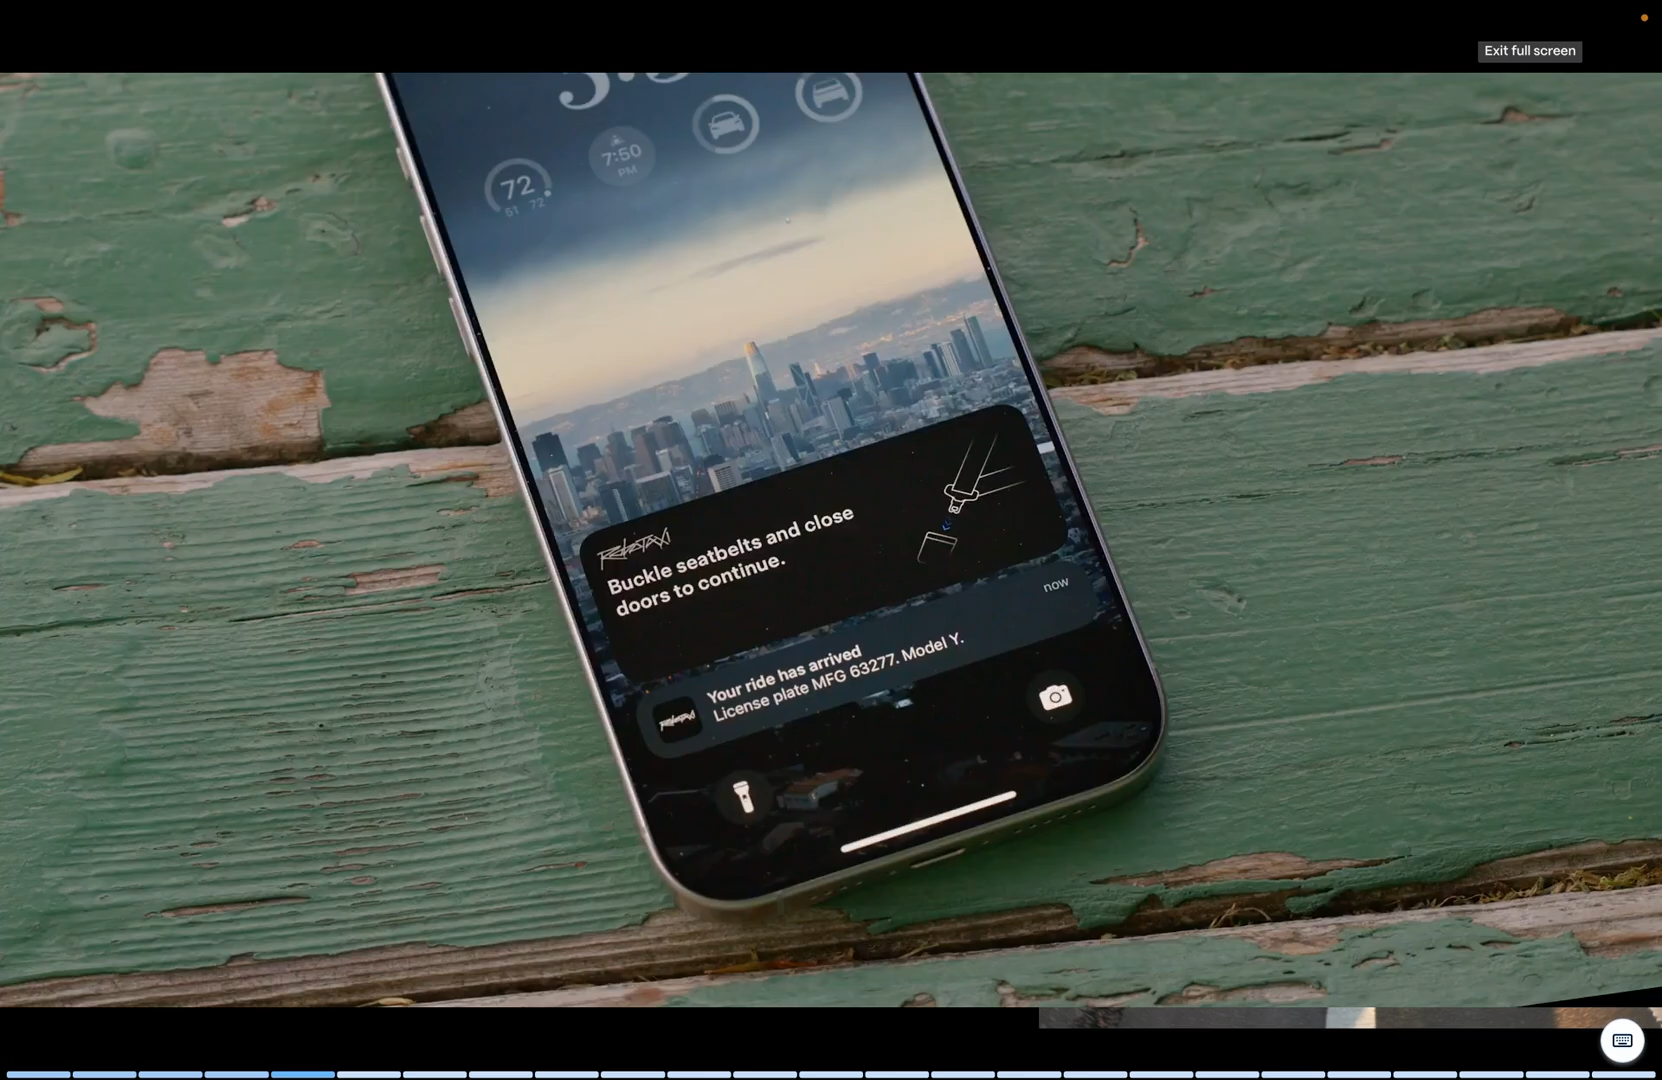 Exit full screen
72
51 72
7:50
PM
ROBOTAXI
Buckle seatbelts and close
doors to continue.
now
Your ride has arrived
License plate MFG 63277. Model Y.